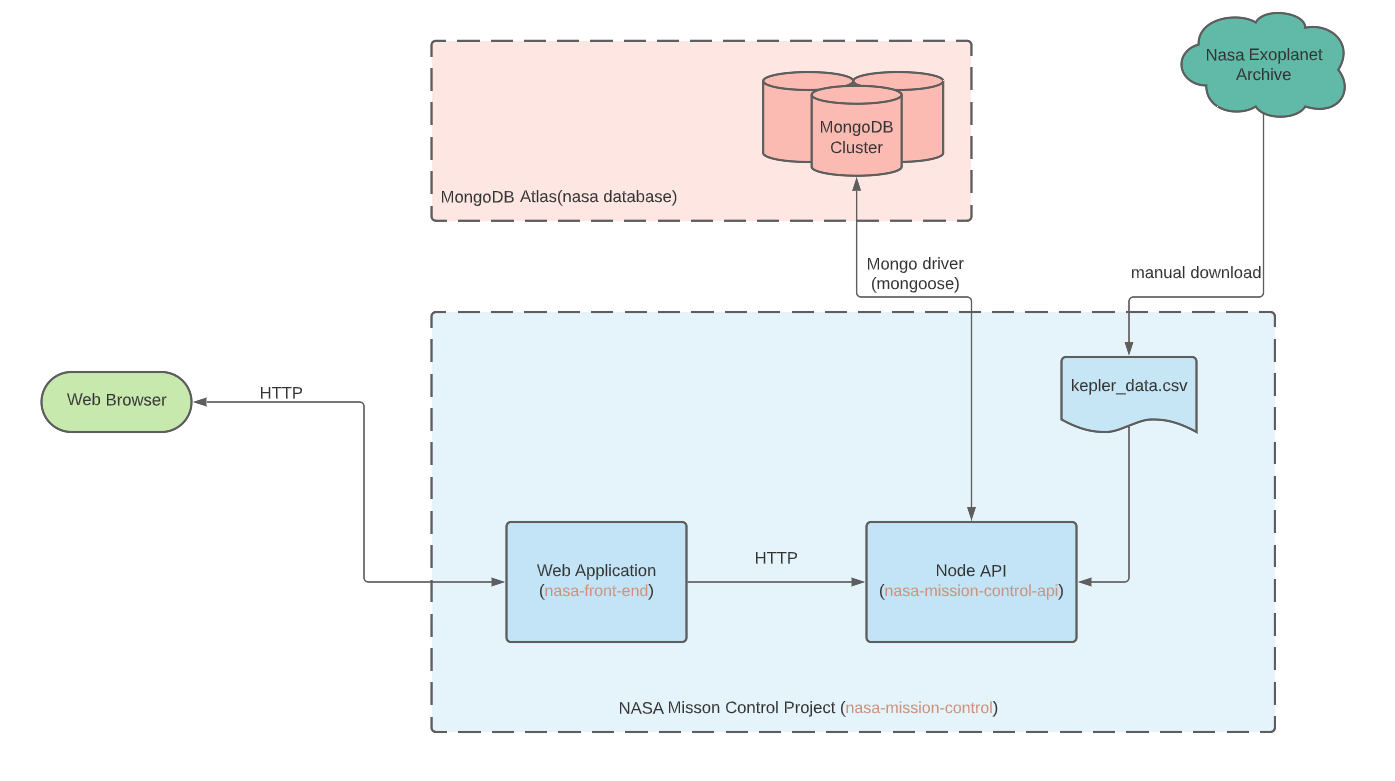 Nasa Exoplanet
Archive
MongoDB
Cluster
MongoDB Atlas(nasa database)
Mongo driver
(mongoose)
manual download
kepler_data.csv
HTTP
Web Browser
HTTP
Web Application
(nasa-front-end)
Node API
(nasa-mission-control-api)
NASA Misson Control Project (nasa-mission-control)